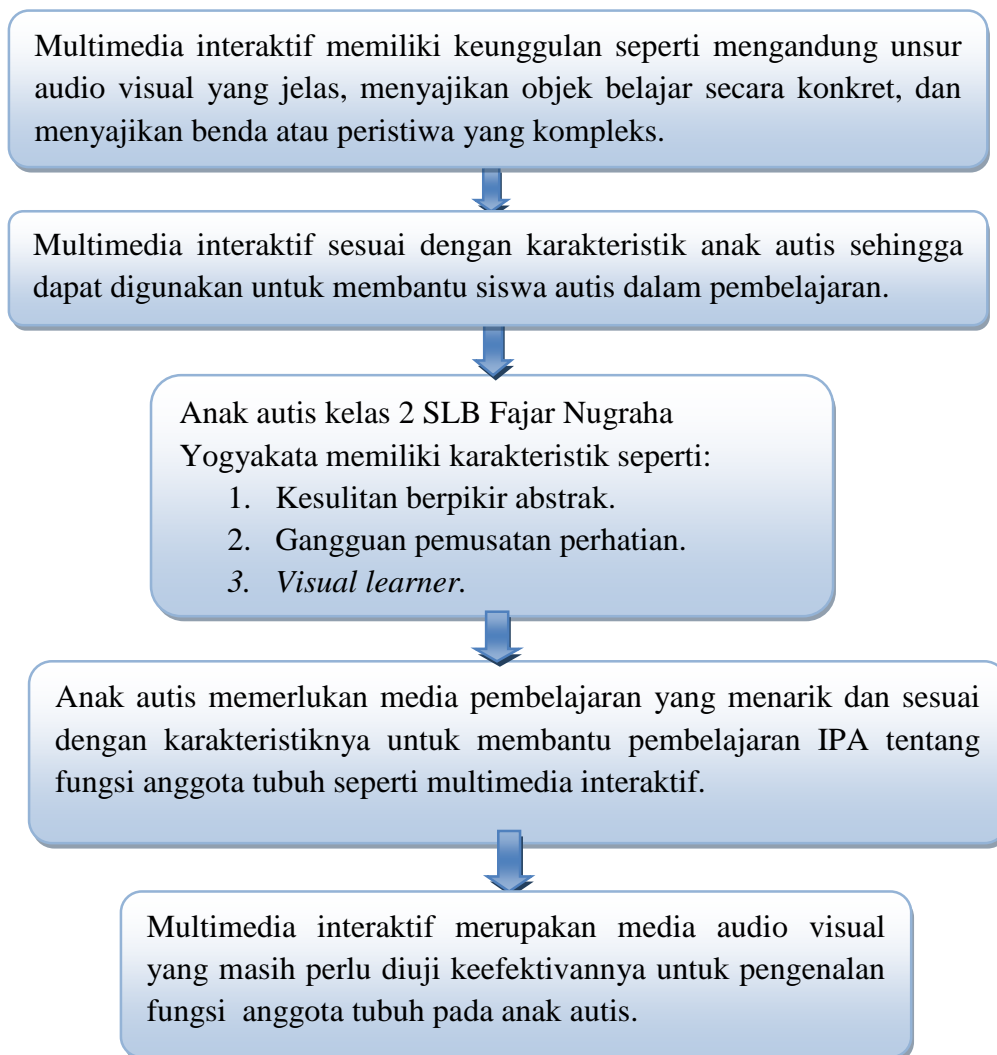 Multimedia interaktif memiliki keunggulan seperti mengandung unsur
audio visual yang jelas, menyajikan objek belajar secara konkret, dan
menyajikan benda atau peristiwa yang kompleks.
Multimedia interaktif sesuai dengan karakteristik anak autis sehingga
dapat digunakan untuk membantu siswa autis dalam pembelajaran.
Anak autis kelas 2 SLB Fajar Nugraha
Yogyakata memiliki karakteristik seperti:
1. Kesulitan berpikir abstrak.
2. Gangguan pemusatan perhatian.
3. Visual learner.
Anak autis memerlukan media pembelajaran yang menarik dan sesuai
dengan karakteristiknya untuk membantu pembelajaran IPA tentang
fungsi anggota tubuh seperti multimedia interaktif.
Multimedia interaktif merupakan media audio visual
yang masih perlu diuji keefektivannya untuk pengenalan
fungsi anggota tubuh pada anak autis.